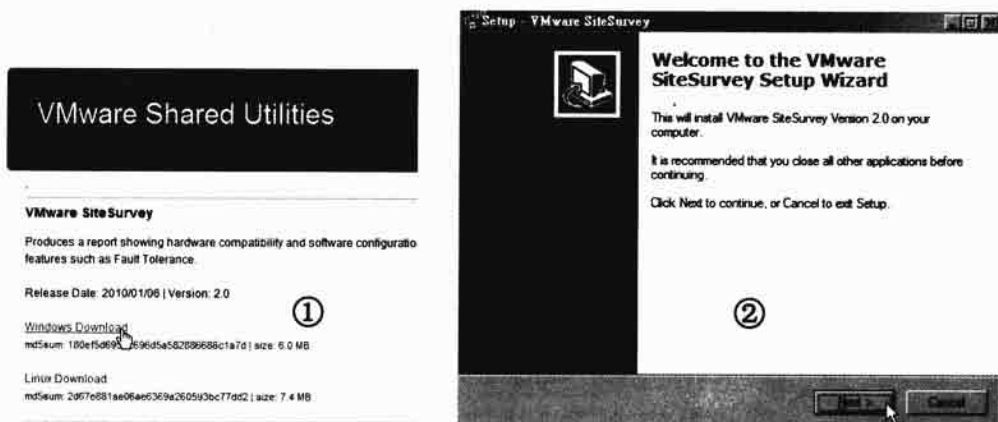 VMware Shared Utilities
VMware SiteSurvey
Produces a report showing hardware compatibility and software configuratio
features such as Fault Tolerance.
Release Date: 2010/01/06 | Version: 2.0
①
Windows Download
md5sum: | size: 6.0 MB
Linux Download
md5sum: 2d67e881ae06ae6369a260593bc77dd2 | size: 7.4 MB
Setup - VMware SiteSurvey
Welcome to the VMware
SiteSurvey Setup Wizard
This will install VMware SiteSurvey Version 2.0 on your
computer.
It is recommended that you close all other applications before
continuing.
Click Next to continue, or Cancel to exit Setup.
②
Next >
Cancel